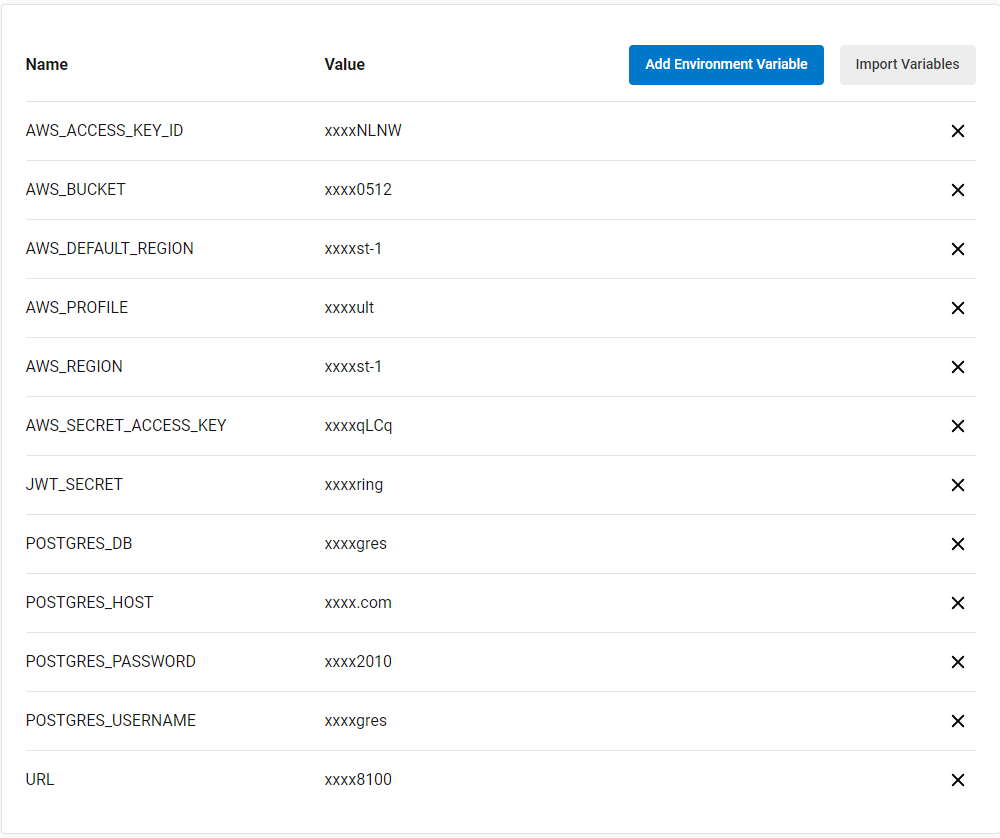 Name Value Add Environment Variable Import Variables
AWS_ACCESS_KEY_ID xxxxNLNW
AWS_BUCKET xxxx0512
AWS_DEFAULT_REGION xxxxst-1
AWS_PROFILE xxxxult
AWS_REGION xxxxst-1
AWS_SECRET_ACCESS_KEY xxxxqLCq
JWT_SECRET xxxxring
POSTGRES_DB xxxxgres
POSTGRES_HOST xxxx.com
POSTGRES_PASSWORD xxxx2010
POSTGRES_USERNAME xxxxgres
URL xxxx8100